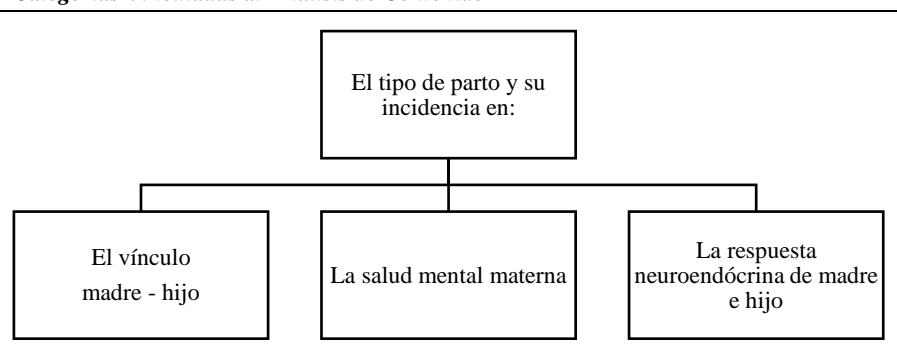 El tipo de parto y su
incidencia en:
El vínculo
madre - hijo
La salud mental materna
La respuesta
neuroendócrina de madre
e hijo